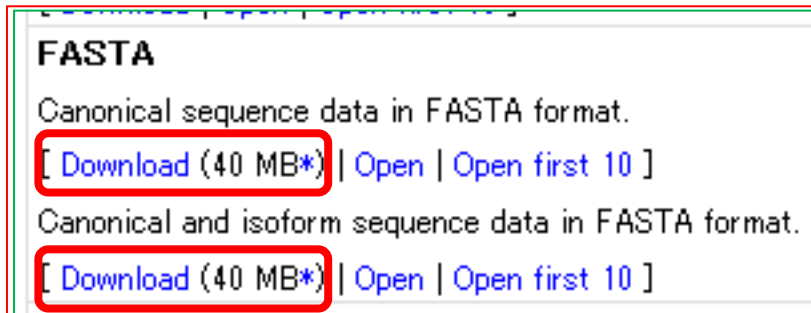 FASTA
Canonical sequence data in FASTA format.
[ Download (40 MB*) | Open | Open first 10 ]
Canonical and isoform sequence data in FASTA format.
[ Download (40 MB*) | Open | Open first 10 ]